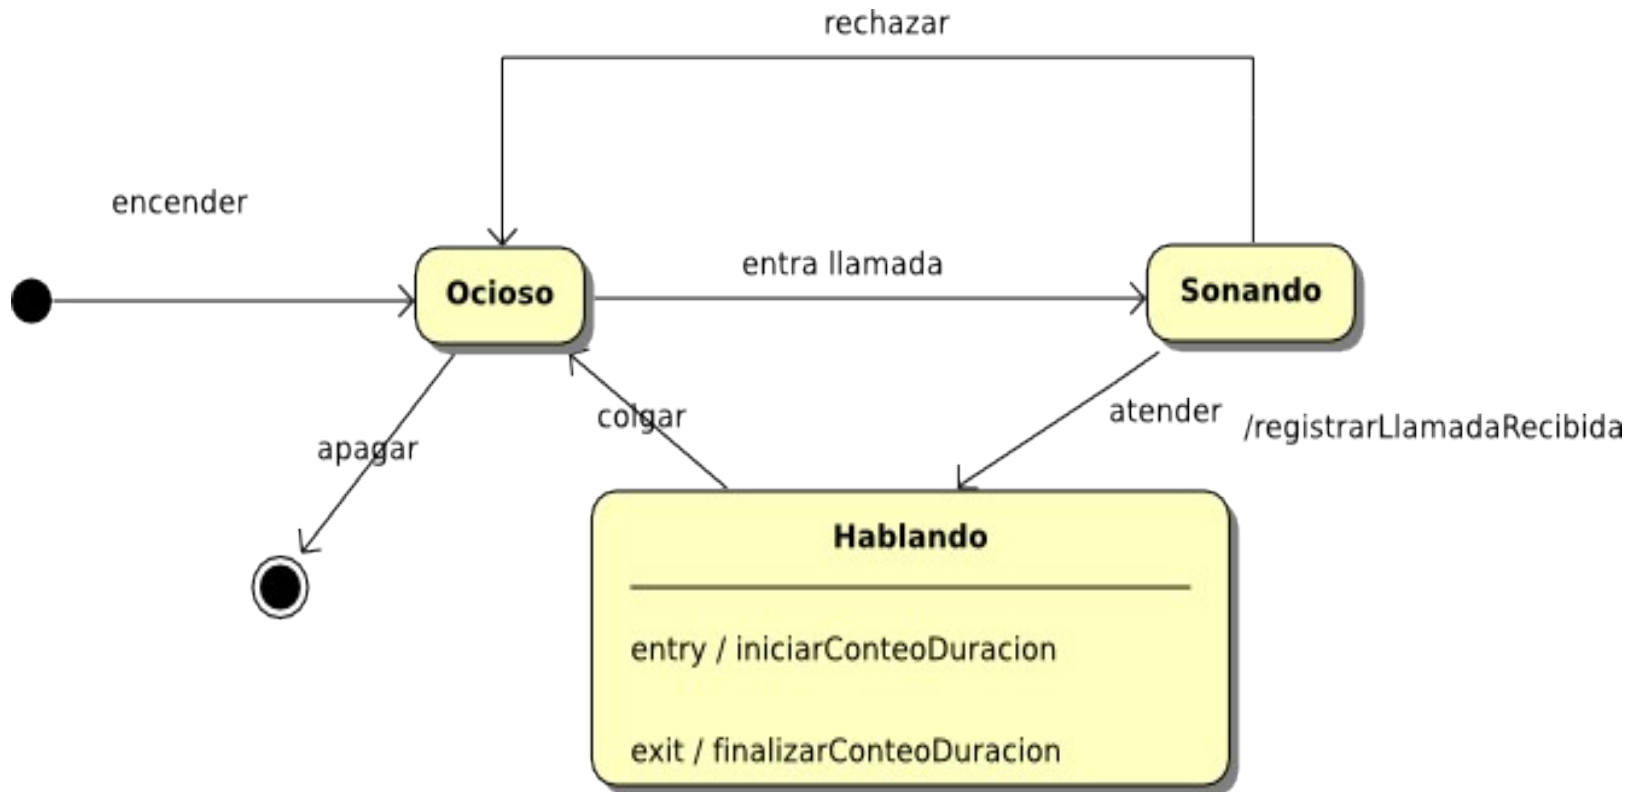 rechazar
encender
entra llamada
Ocioso
Sonando
colgar
atender
/registrarLlamadaRecibida
apagar
Hablando
entry / iniciarConteoDuracion
exit / finalizarConteoDuracion